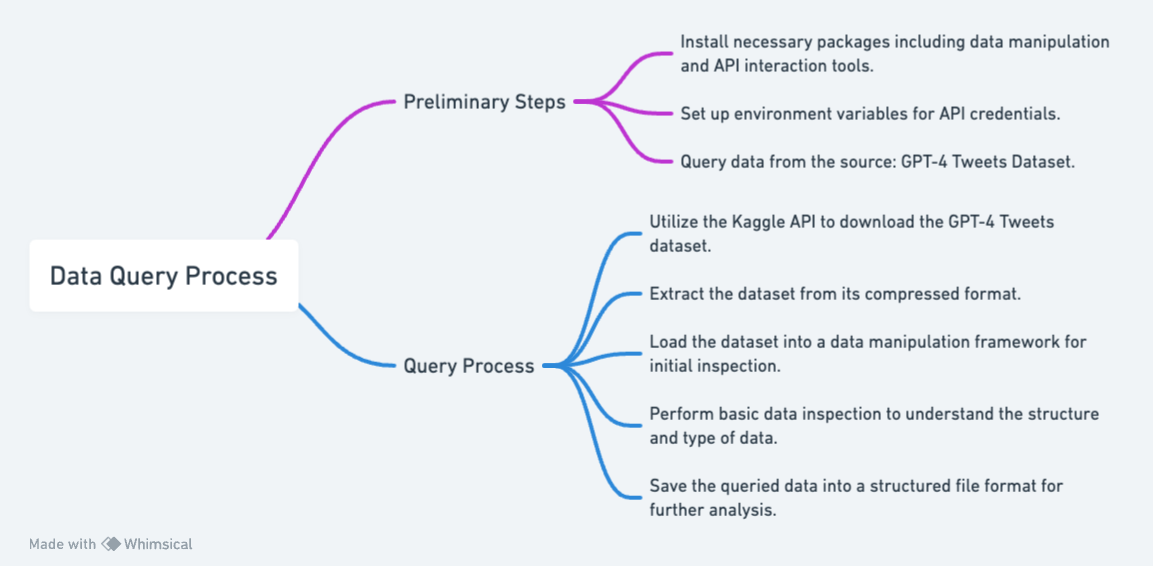 Install necessary packages including data manipulation
and API interaction tools.
Preliminary Steps
Set up environment variables for API credentials.
Query data from the source: GPT-4 Tweets Dataset.
Utilize the Kaggle API to download the GPT-4 Tweets
dataset.
Data Query Process
Extract the dataset from its compressed format.
Load the dataset into a data manipulation framework for
initial inspection.
Query Process
Perform basic data inspection to understand the structure
and type of data.
Save the queried data into a structured file format for
further analysis.
Made with Whimsical